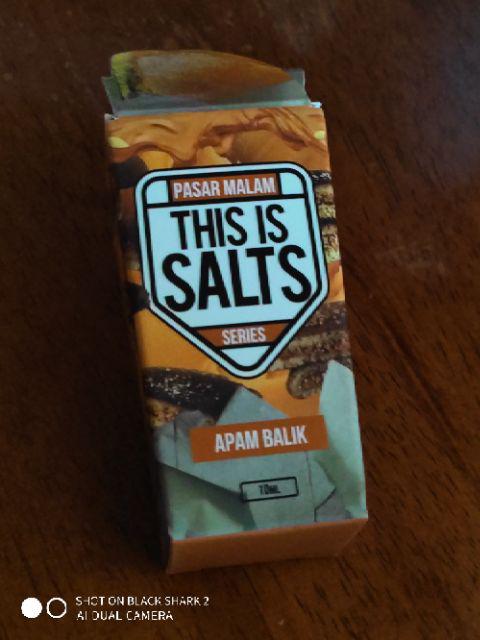 PASAR MALAM
THIS IS
SALTS
SERIES
APAM BALIK
10ML
SHOT ON BLACK SHARK 2
AI DUAL CAMERA